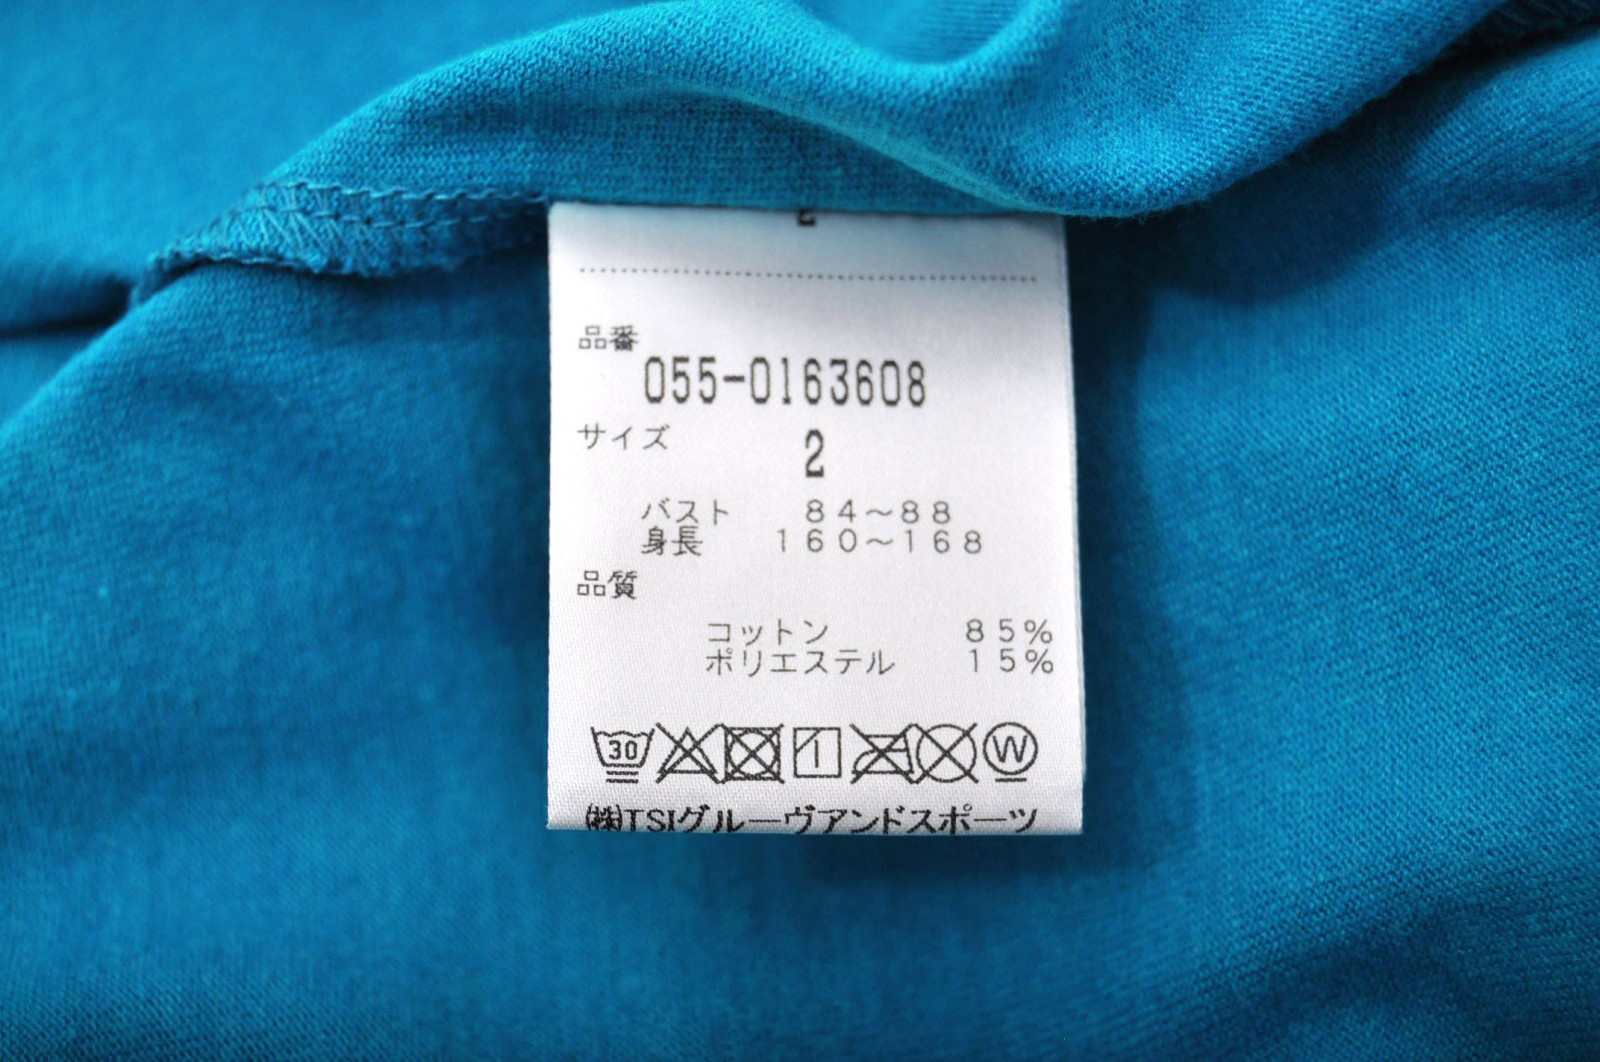 品番
055-0163608
サイズ 2
バスト 84～88
身長 160～168
品質
コットン 85%
ポリエステル 15%
30 W
(株)TSIグルーヴアンドスポーツ